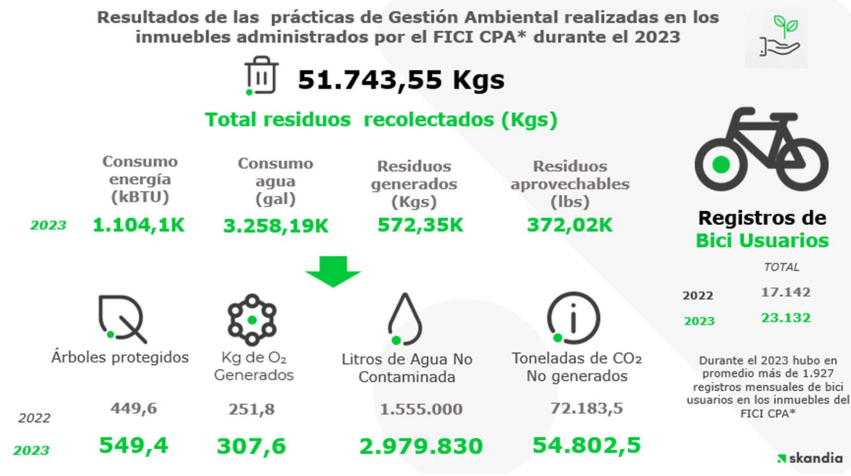 Resultados de las prácticas de Gestión Ambiental realizadas en los
inmuebles administrados por el FICI CPA* durante el 2023
51.743,55 Kgs
Total residuos recolectados (Kgs)
Consumo energía (kBTU)
Consumo agua (gal)
Residuos generados (Kgs)
Residuos aprovechables (lbs)
2023 1.104,1K 3.258,19K 572,35K 372,02K
Árboles protegidos
Kg de O₂ Generados
Litros de Agua No Contaminada
Toneladas de CO₂ No generados
2022 449,6 251,8 1.555.000 72.183,5
2023 549,4 307,6 2.979.830 54.802,5
Registros de
Bici Usuarios
TOTAL
2022 17.142
2023 23.132
Durante el 2023 hubo en
promedio más de 1.927
registros mensuales de bici
usuarios en los inmuebles del
FICI CPA*
skandia